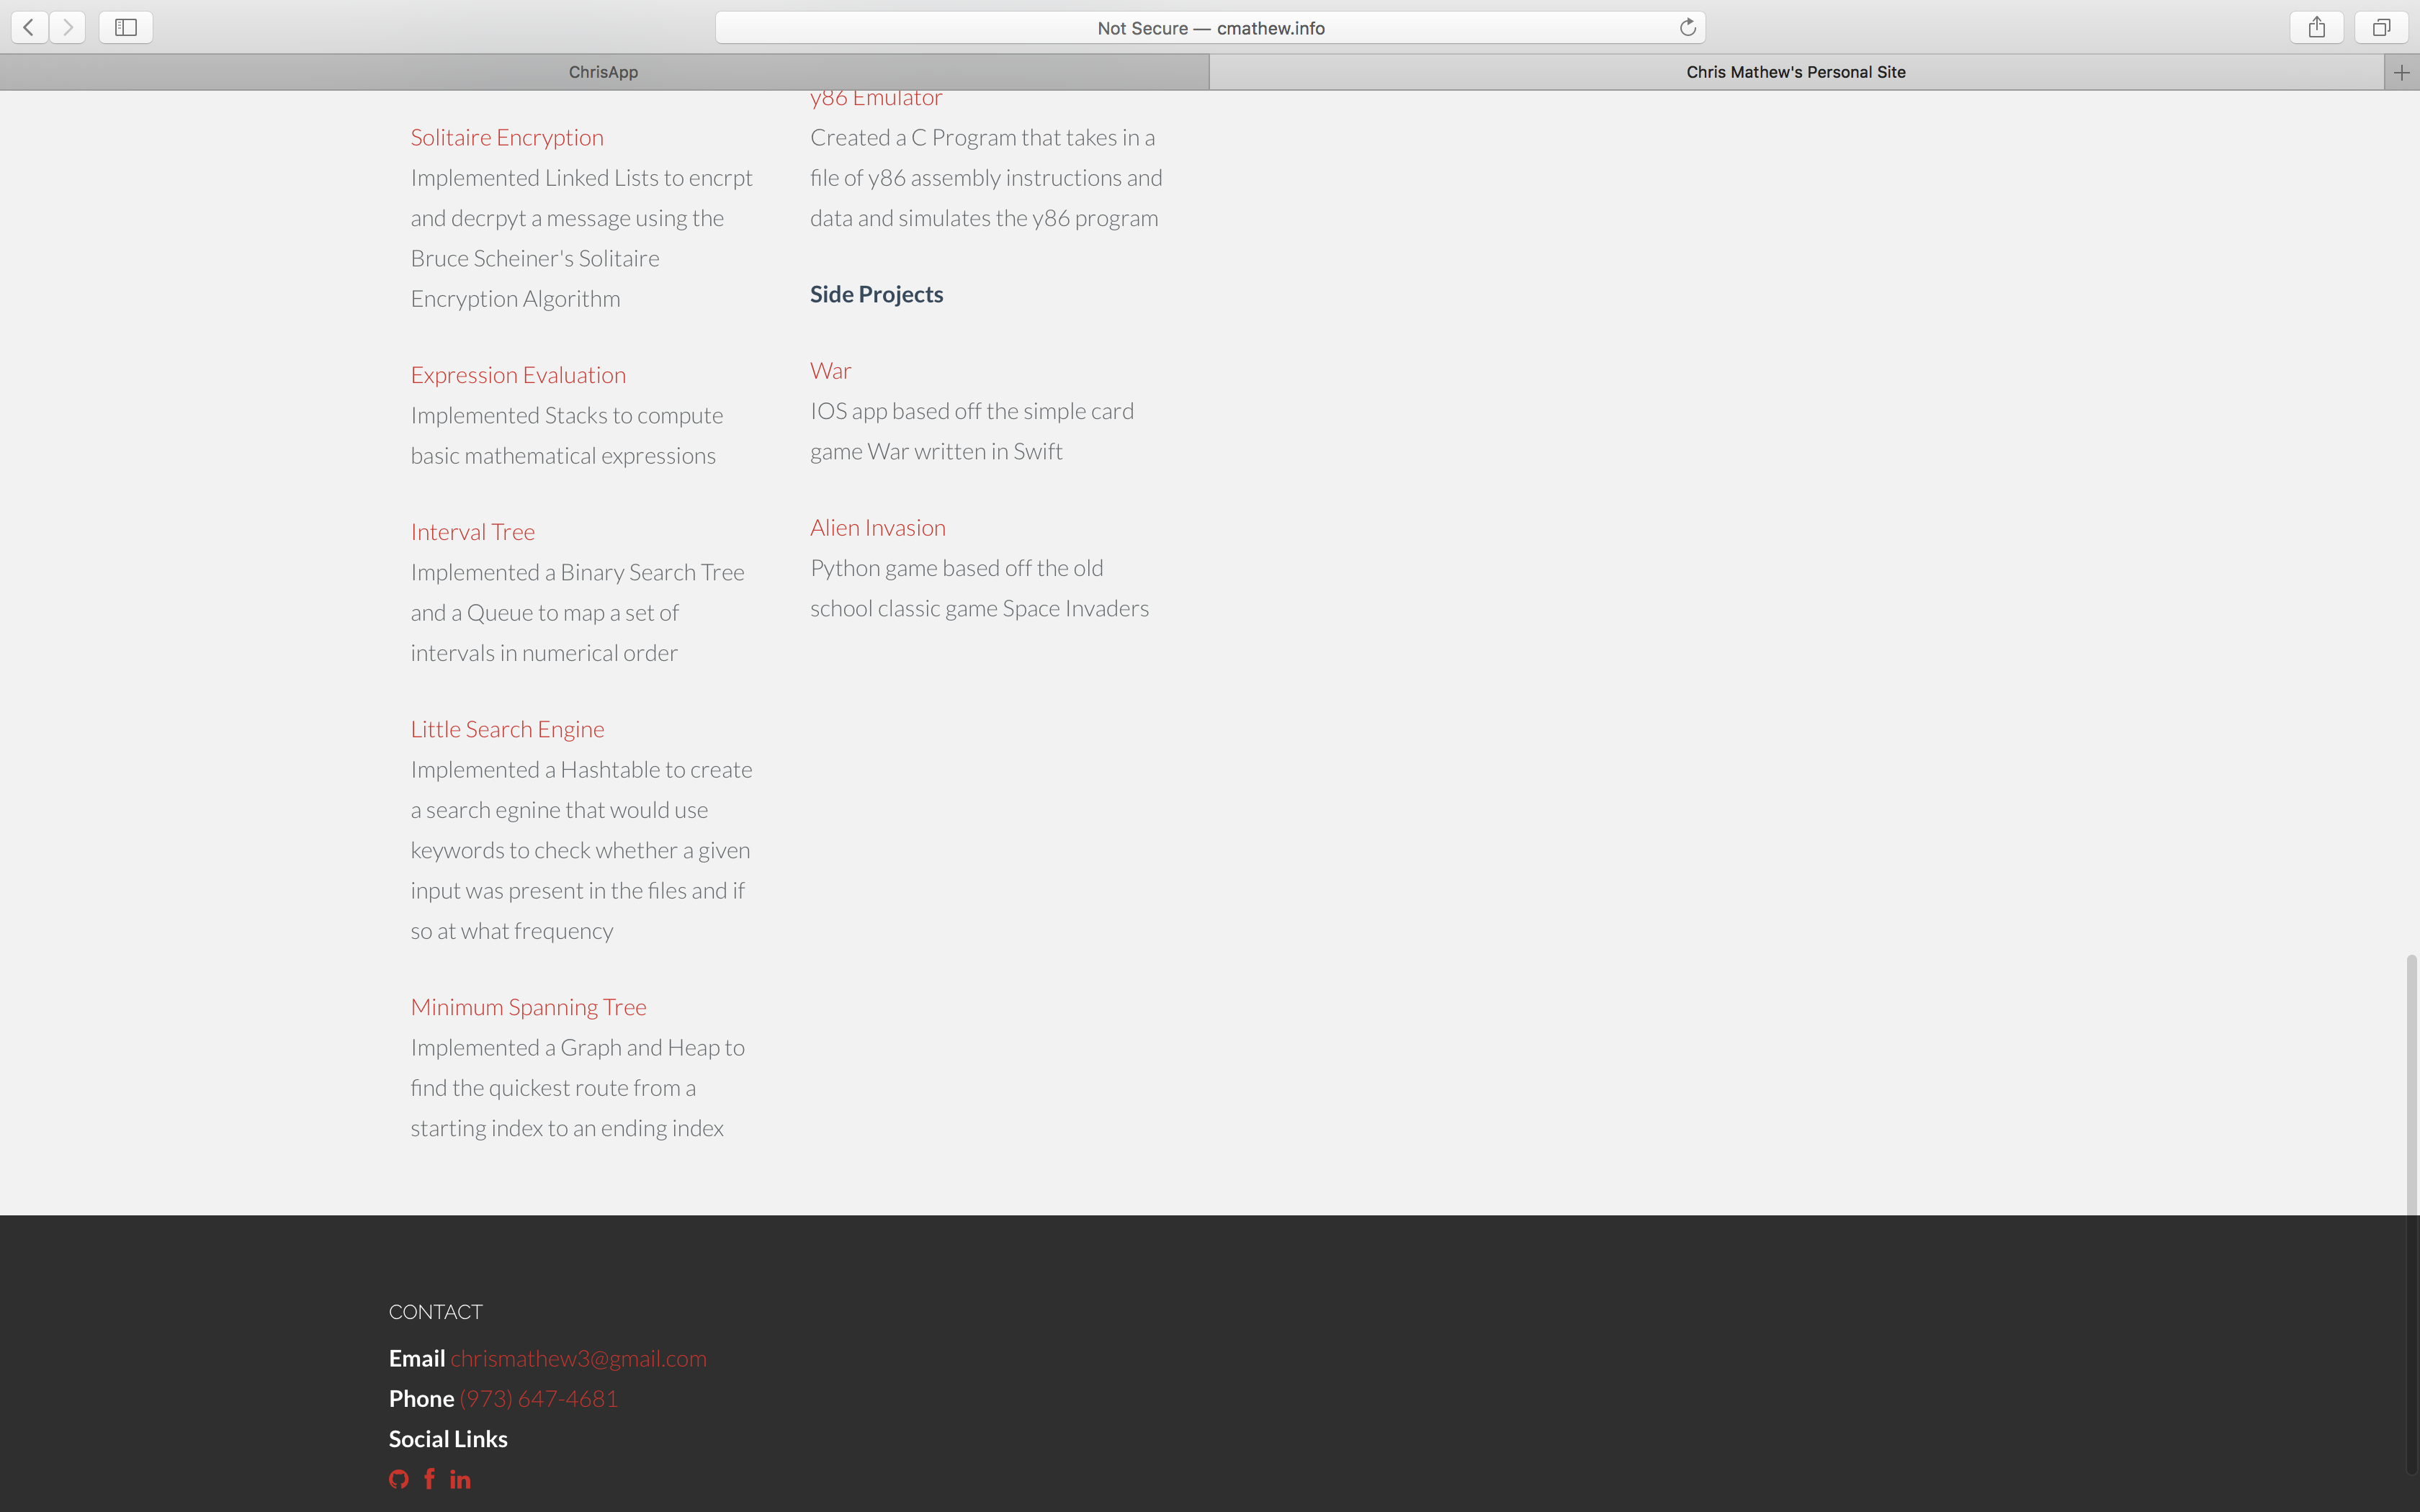 Not Secure — cmathew.info
ChrisApp
Chris Mathew's Personal Site
Solitaire Encryption
Implemented Linked Lists to encrpt
and decrpyt a message using the
Bruce Scheiner's Solitaire
Encryption Algorithm
Expression Evaluation
Implemented Stacks to compute
basic mathematical expressions
Interval Tree
Implemented a Binary Search Tree
and a Queue to map a set of
intervals in numerical order
Little Search Engine
Implemented a Hashtable to create
a search egnine that would use
keywords to check whether a given
input was present in the files and if
so at what frequency
Minimum Spanning Tree
Implemented a Graph and Heap to
find the quickest route from a
starting index to an ending index
y86 Emulator
Created a C Program that takes in a
file of y86 assembly instructions and
data and simulates the y86 program
Side Projects
War
IOS app based off the simple card
game War written in Swift
Alien Invasion
Python game based off the old
school classic game Space Invaders
CONTACT
Email chrismathew3@gmail.com
Phone (973) 647-4681
Social Links